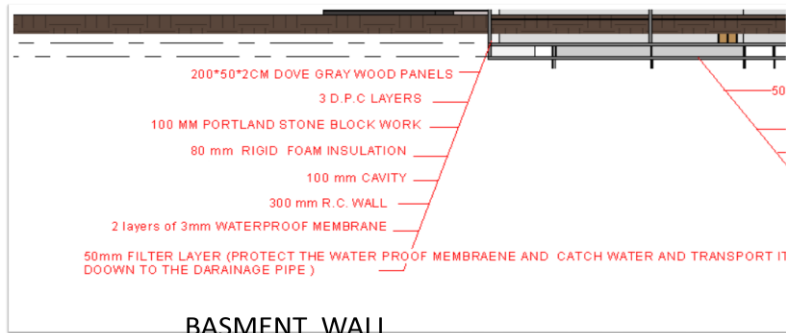 200*50*2CM DOVE GRAY WOOD PANELS
50
3 D.P.C LAYERS
100 MM PORTLAND STONE BLOCK WORK
80 mm RIGID FOAM INSULATION
100 mm CAVITY
300 mm R.C. WALL
2 layers of 3mm WATERPROOF MEMBRANE
50mm FILTER LAYER (PROTECT THE WATER PROOF MEMBRAENE AND CATCH WATER AND TRANSPORT IT
DOOWN TO THE DARAINAGE PIPE )
BASMENT WALL